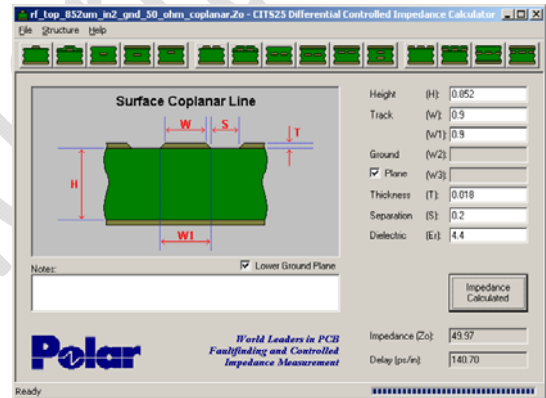 rf_top_852um_in2_gnd_50_ohm_coplanar.Zo - CITS25 Differential Controlled Impedance Calculator
File Structure Help
Surface Coplanar Line
W
S
T
H
W1
Lower Ground Plane
Notes:
Height (H): 0.852
Track (W): 0.9
(W1): 0.9
Ground (W2):
Plane (W3):
Thickness (T): 0.018
Separation (S): 0.2
Dielectric (Er): 4.4
Impedance
Calculated
Polar
World Leaders in PCB
Faultfinding and Controlled
Impedance Measurement
Impedance (Zo): 49.97
Delay (ps/in): 140.70
Ready